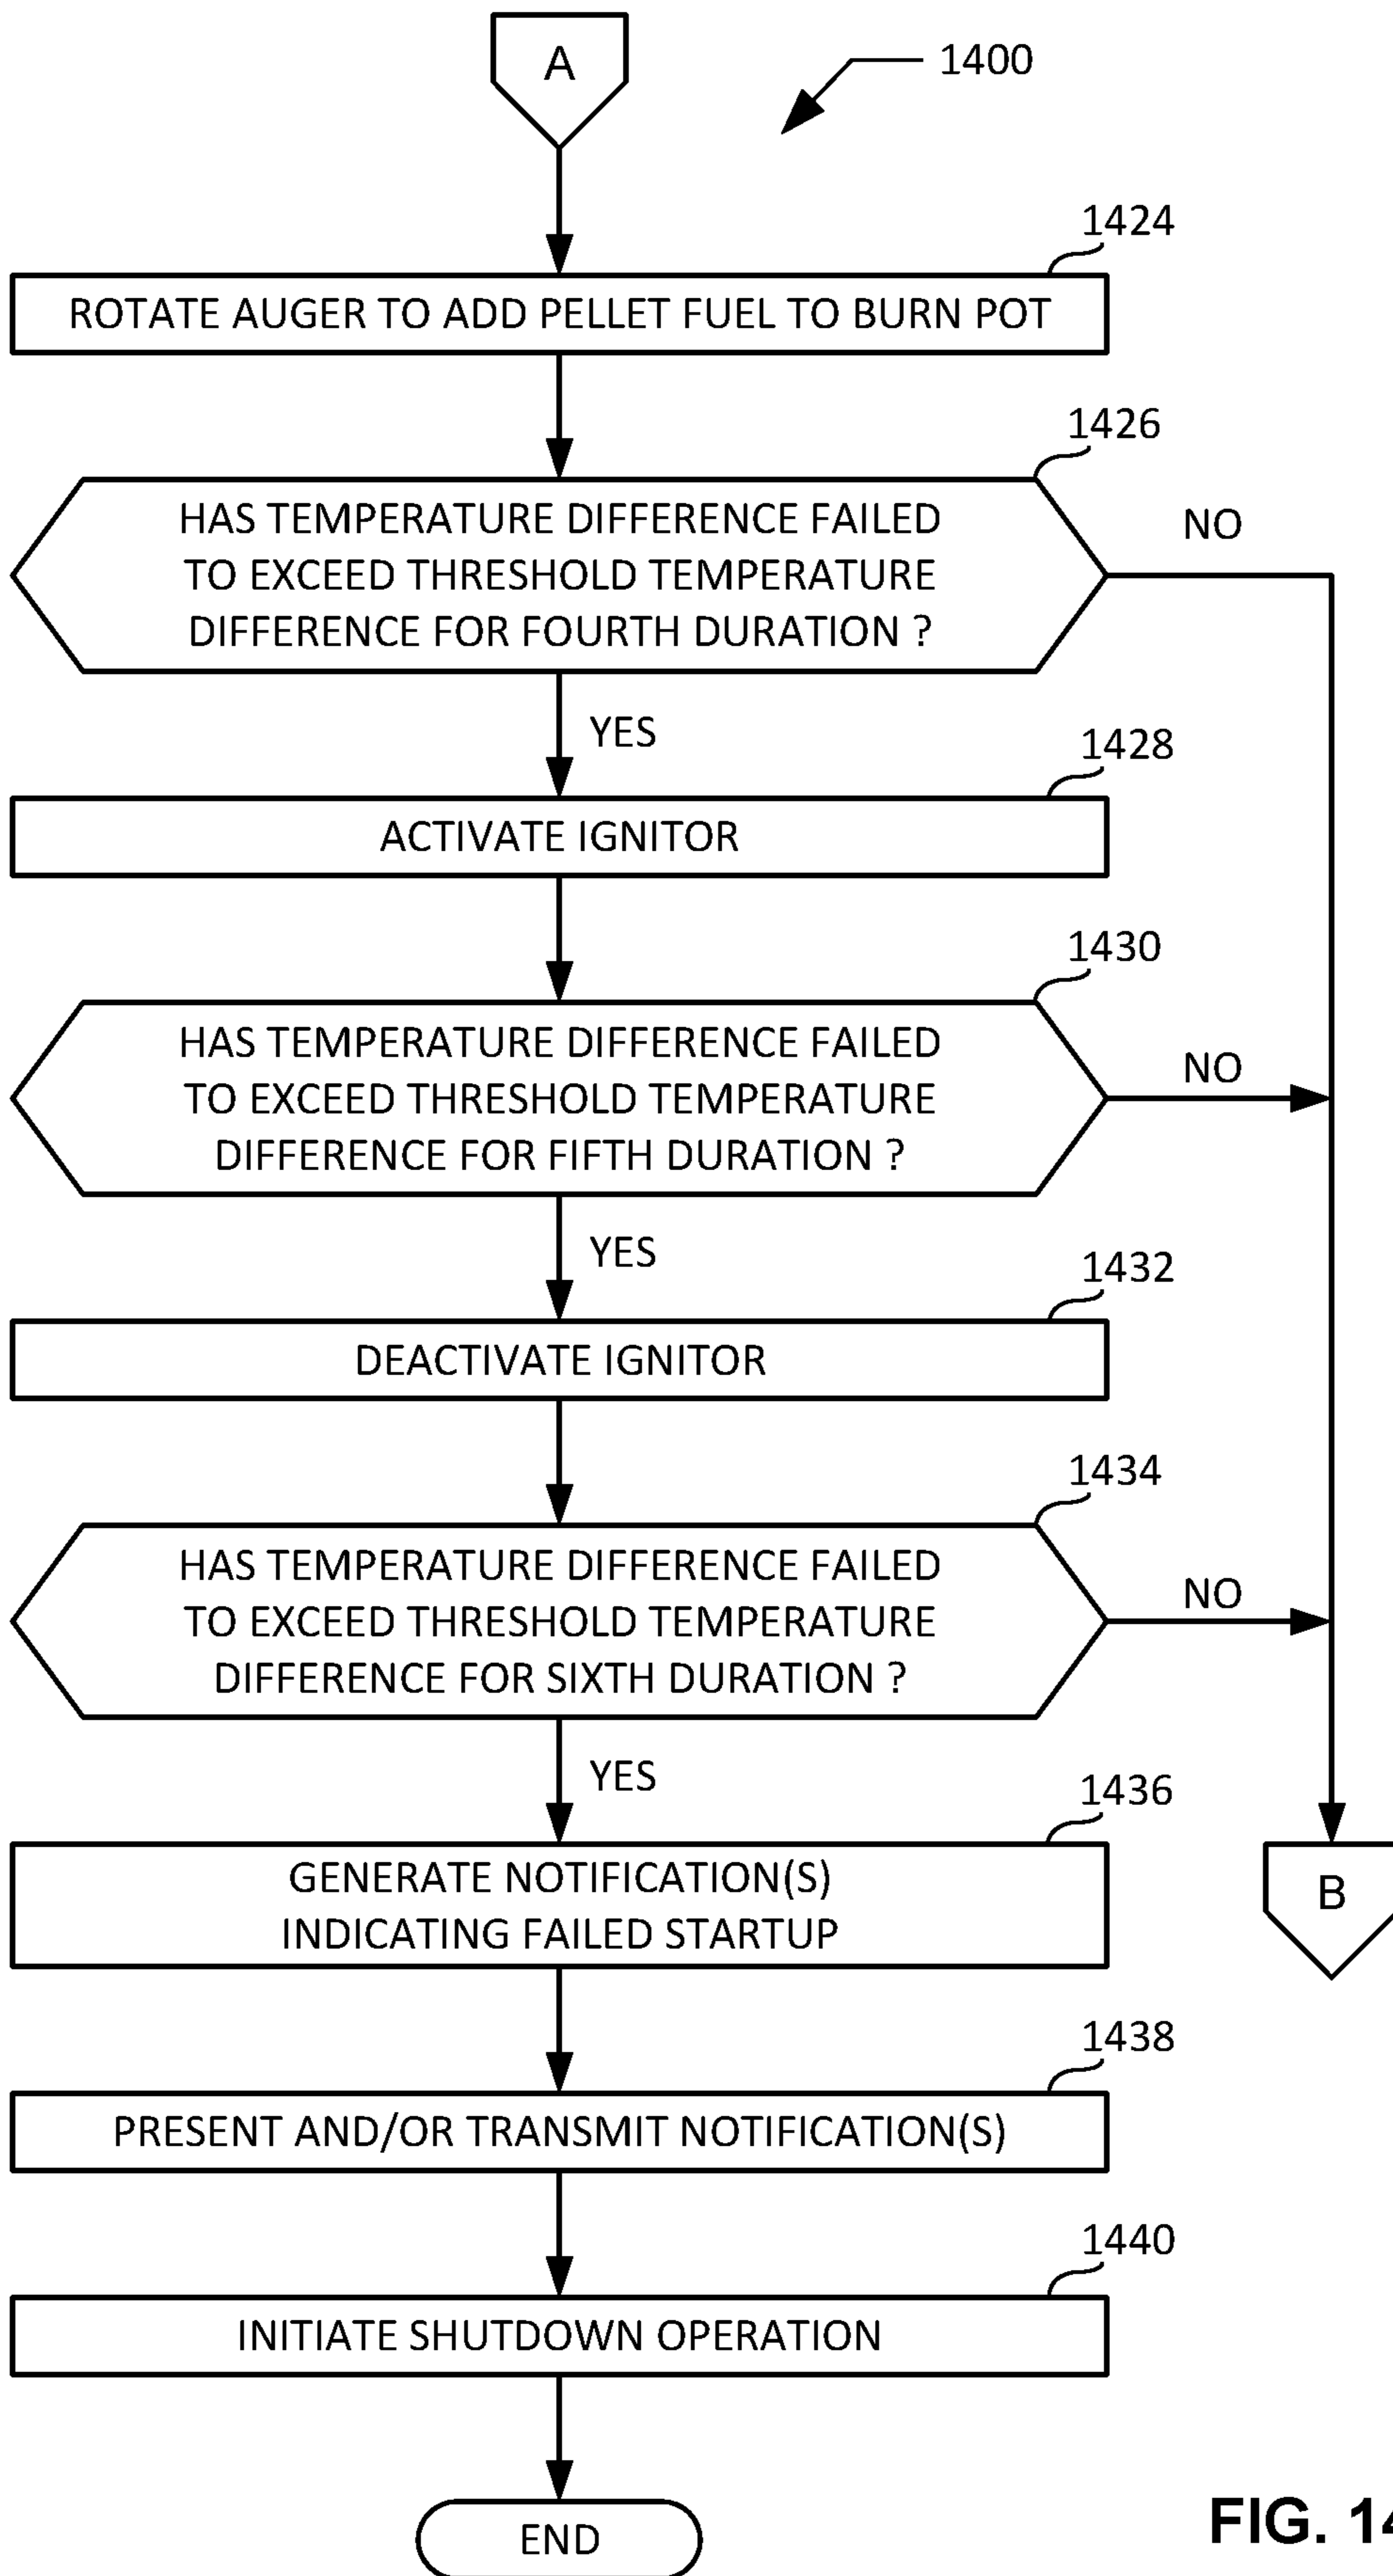 A
1400
1424
ROTATE AUGER TO ADD PELLET FUEL TO BURN POT
1426
HAS TEMPERATURE DIFFERENCE FAILED
TO EXCEED THRESHOLD TEMPERATURE
DIFFERENCE FOR FOURTH DURATION ?
NO
YES
1428
ACTIVATE IGNITOR
1430
HAS TEMPERATURE DIFFERENCE FAILED
TO EXCEED THRESHOLD TEMPERATURE
DIFFERENCE FOR FIFTH DURATION ?
NO
YES
1432
DEACTIVATE IGNITOR
1434
HAS TEMPERATURE DIFFERENCE FAILED
TO EXCEED THRESHOLD TEMPERATURE
DIFFERENCE FOR SIXTH DURATION ?
NO
YES
1436
GENERATE NOTIFICATION(S)
INDICATING FAILED STARTUP
B
1438
PRESENT AND/OR TRANSMIT NOTIFICATION(S)
1440
INITIATE SHUTDOWN OPERATION
END
FIG.